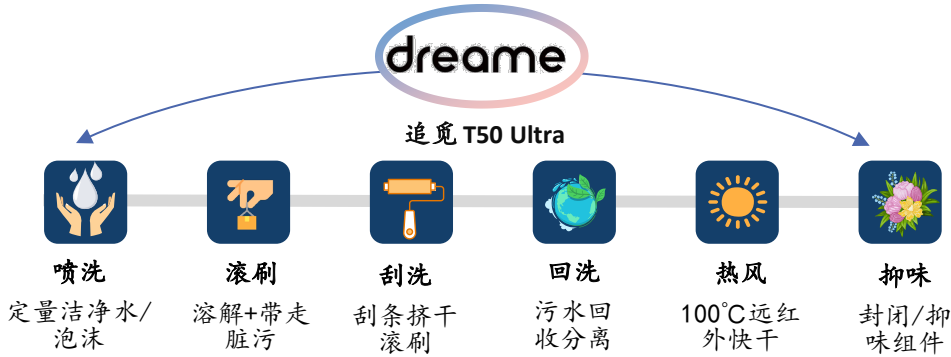 dreame
追觅 T50 Ultra
喷洗
滚刷
刮洗
回洗
热风
抑味
定量洁净水/
泡沫
溶解+带走
脏污
刮条挤干
滚刷
污水回
收分离
100℃远红
外快干
封闭/抑
味组件